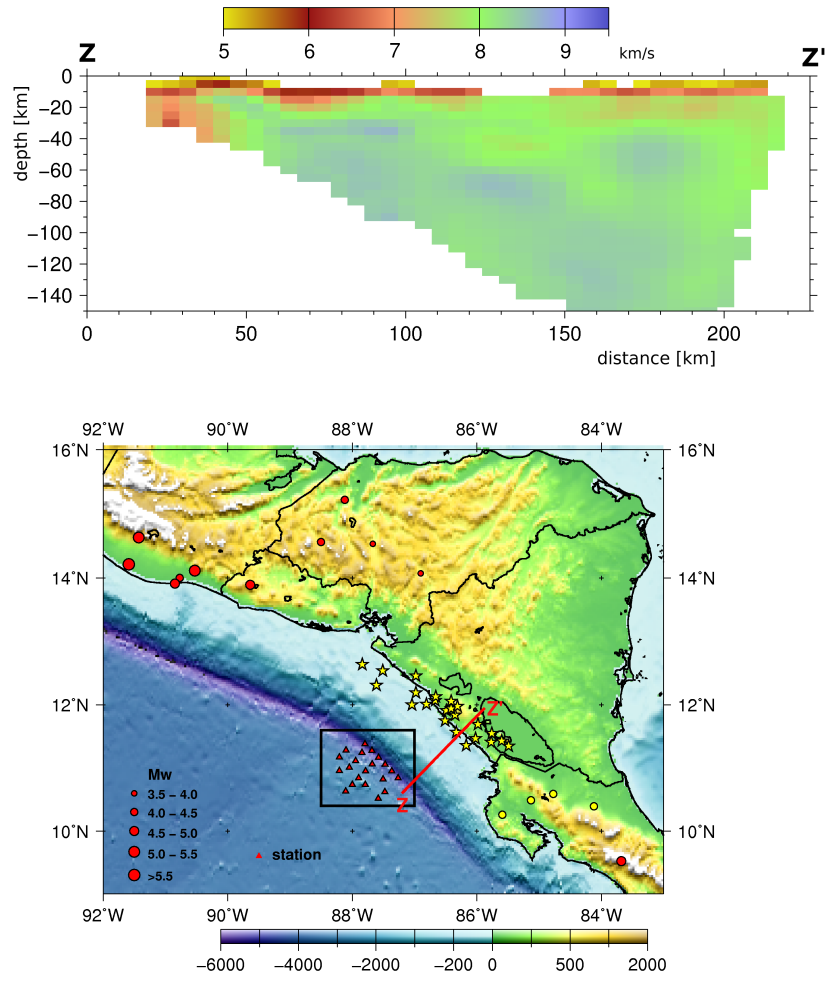 5 6 7 8 9 km/s
Z Z'
0
−20
−40
−60
−80
−100
−120
−140
depth [km]
0 50 100 150 200
distance [km]
92˚W 90˚W 88˚W 86˚W 84˚W
16˚N 16˚N
14˚N 14˚N
12˚N 12˚N
Z'
Z
10˚N 10˚N
Mw
3.5 – 4.0
4.0 – 4.5
4.5 – 5.0
5.0 – 5.5
>5.5
station
92˚W 90˚W 88˚W 86˚W 84˚W
−6000 −4000 −2000 −200 0 500 2000